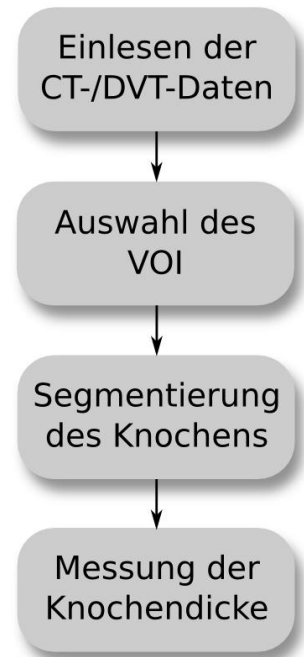 Einlesen der
CT-/DVT-Daten
Auswahl des
VOI
Segmentierung
des Knochens
Messung der
Knochendicke